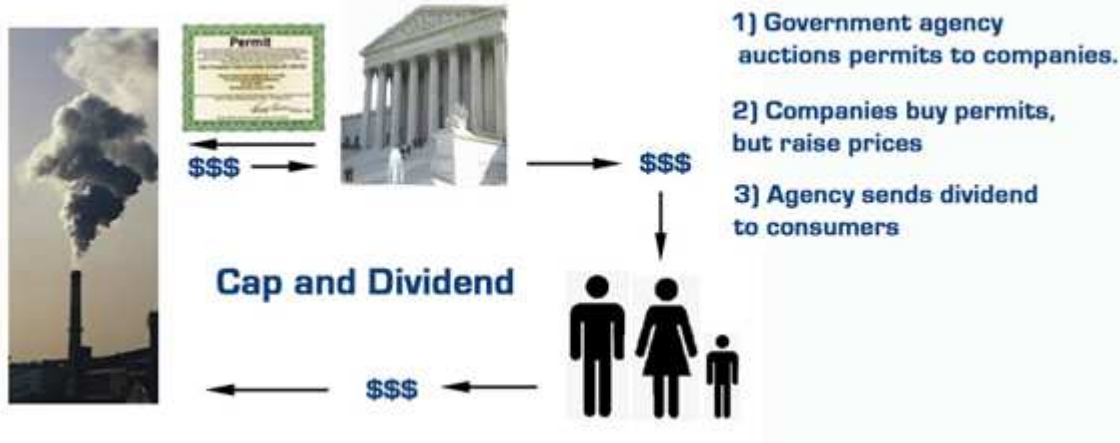 1) Government agency
auctions permits to companies.
2) Companies buy permits,
but raise prices
3) Agency sends dividend
to consumers
Permit
$$$
$$$
Cap and Dividend
$$$